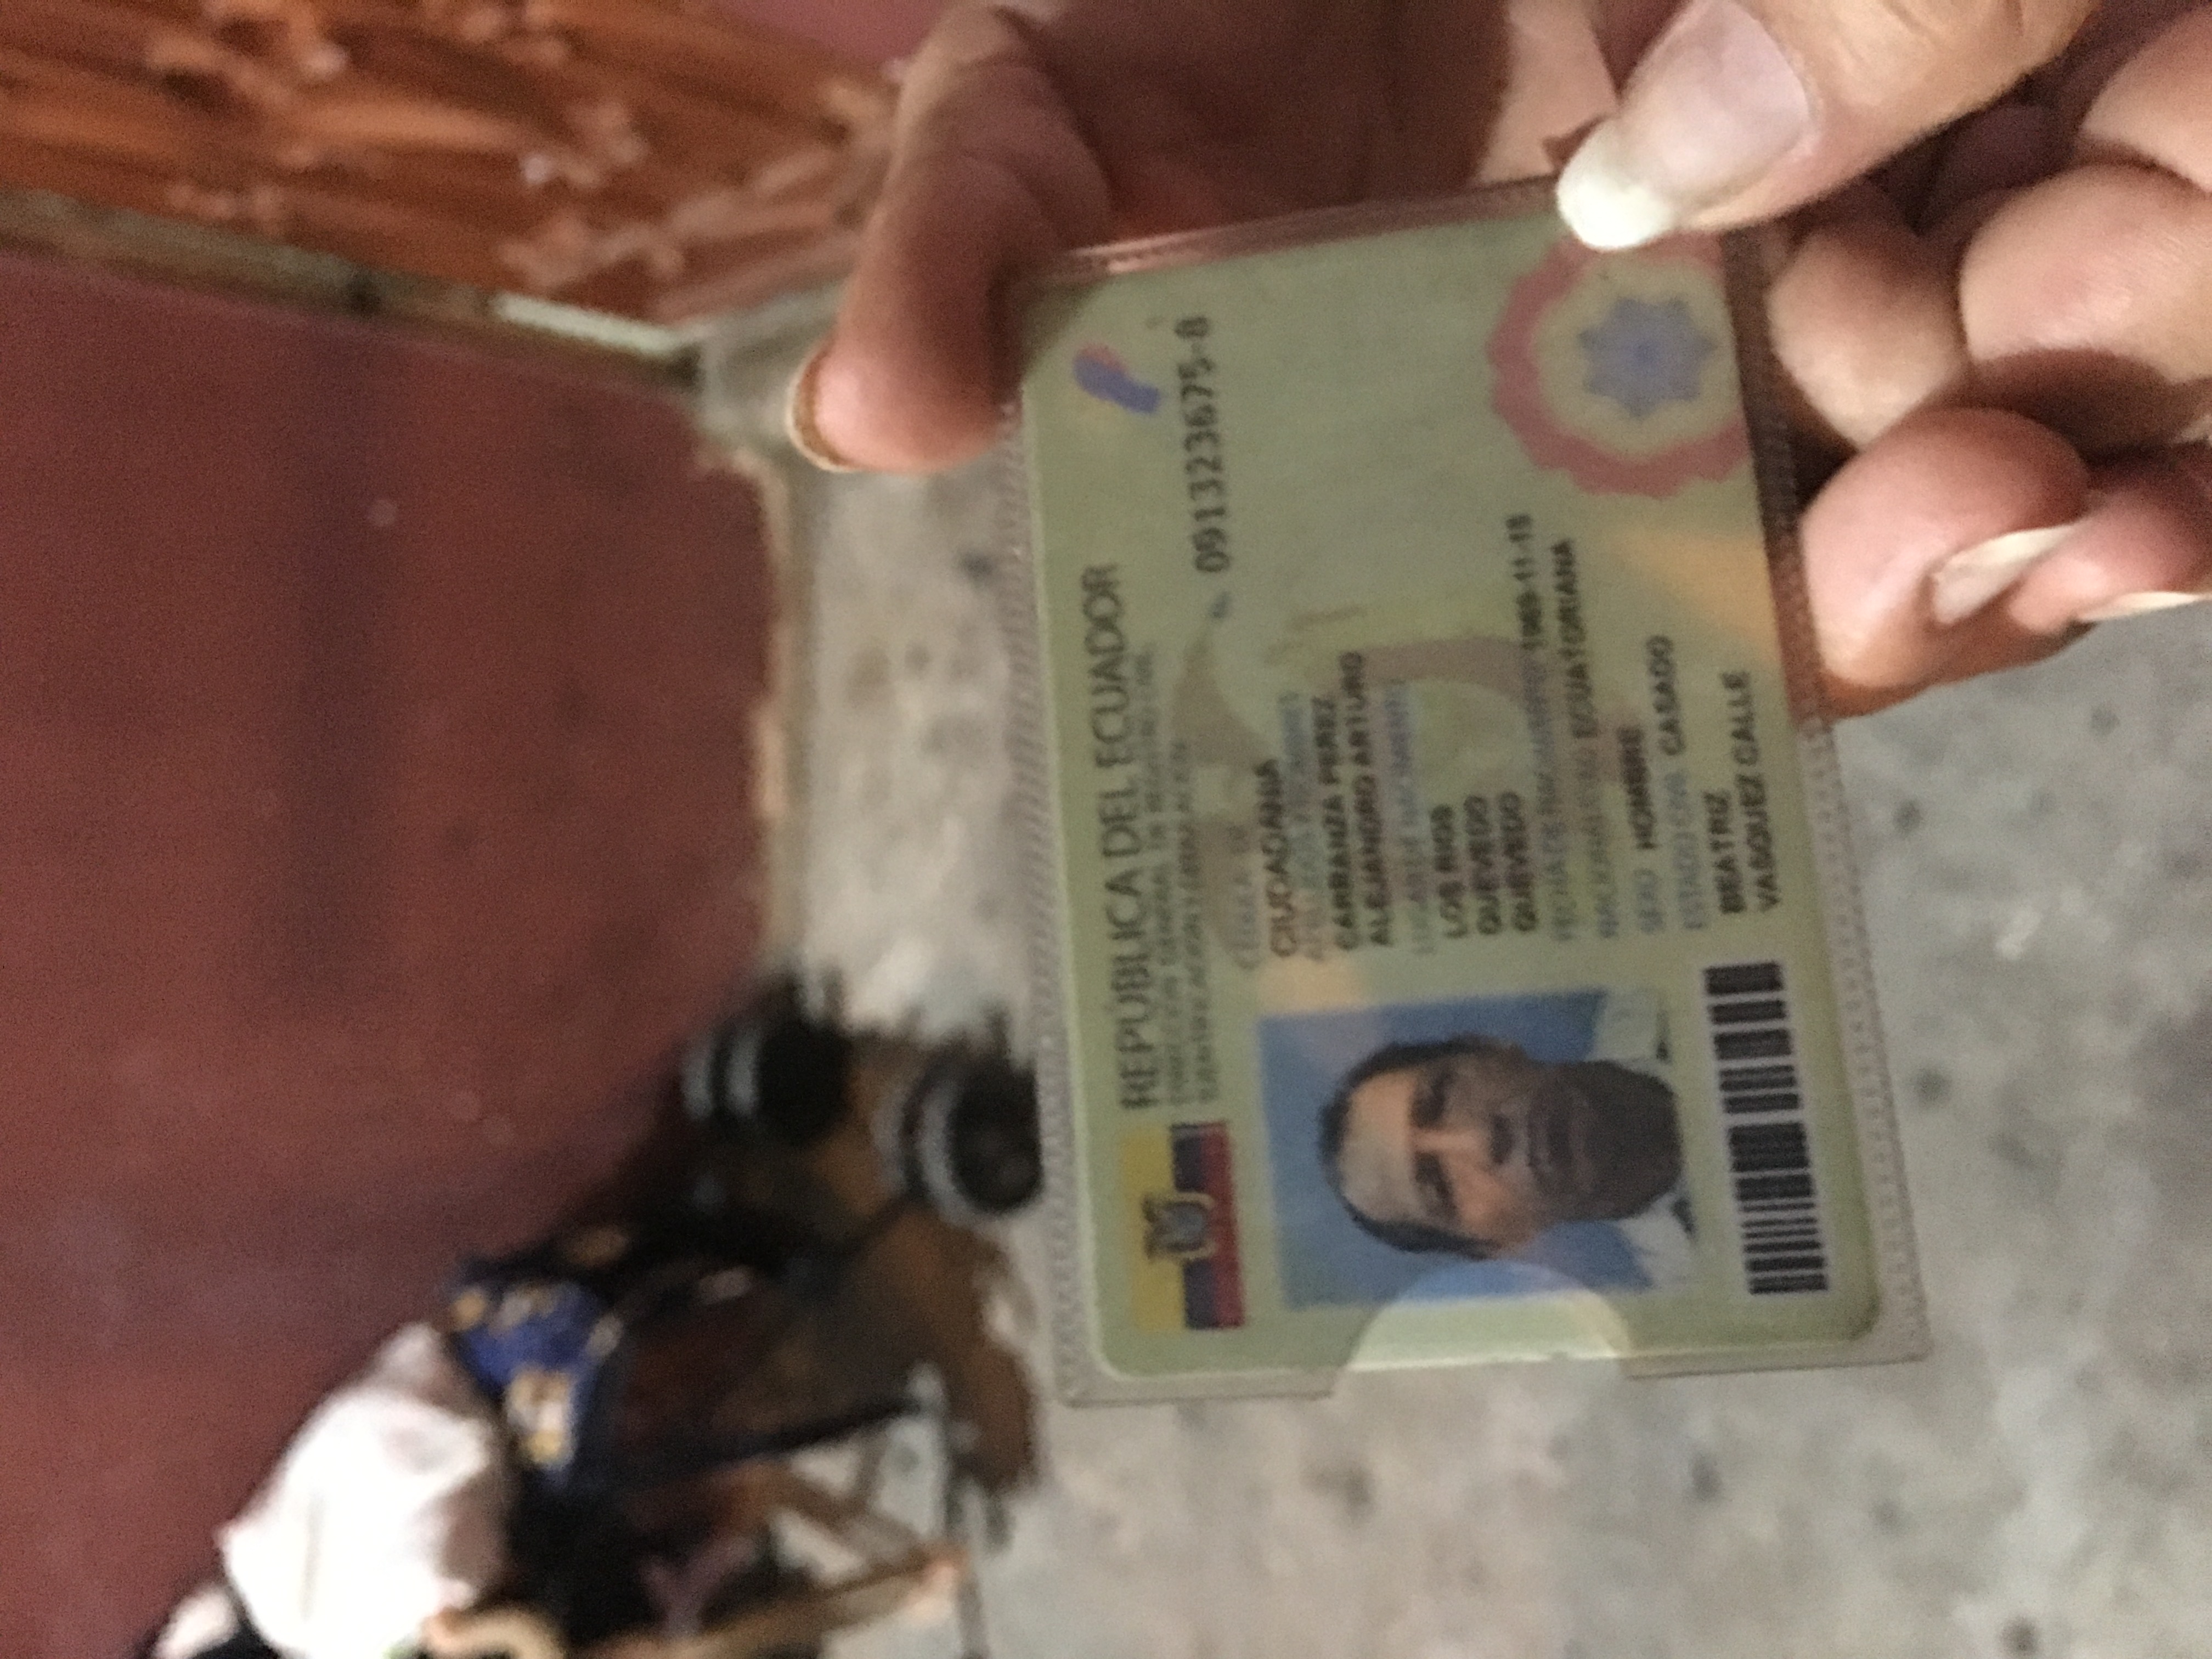 REPÚBLICA DEL ECUADOR
DIRECCIÓN GENERAL DE REGISTRO CIVIL,
IDENTIFICACIÓN Y CEDULACIÓN
CÉDULA DE
CIUDADANÍA
APELLIDOS Y NOMBRES
CARRANZA PEREZ
ALEJANDRO ARTURO
LUGAR DE NACIMIENTO
LOS RIOS
QUEVEDO
QUEVEDO
FECHA DE NACIMIENTO 1969-11-15
NACIONALIDAD ECUATORIANA
SEXO HOMBRE
ESTADO CIVIL CASADO
BEATRIZ
VASQUEZ CALLE
091323675-8